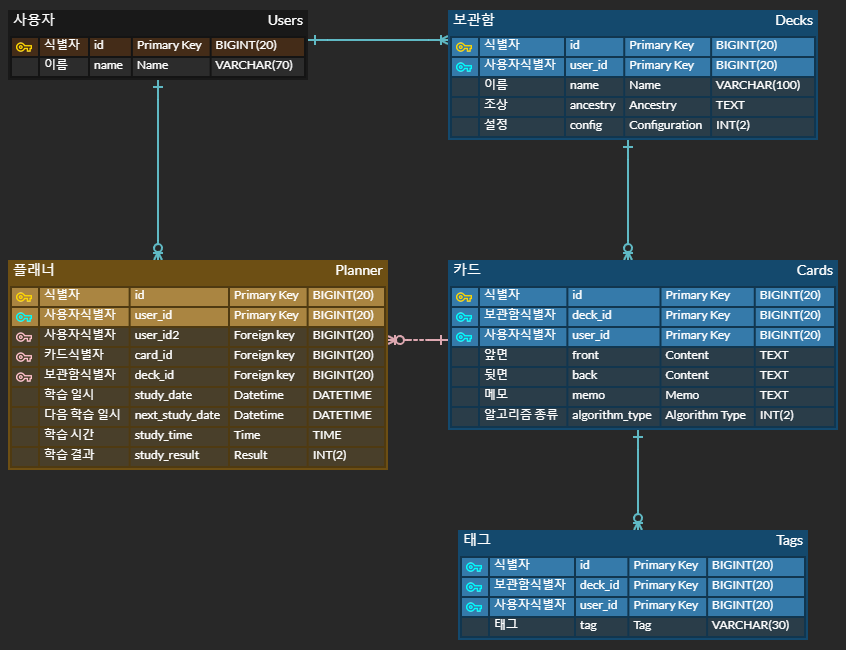 사용자 Users
식별자 id Primary Key BIGINT(20)
이름 name Name VARCHAR(70)
보관함 Decks
식별자 id Primary Key BIGINT(20)
사용자식별자 user_id Primary Key BIGINT(20)
이름 name Name VARCHAR(100)
조상 ancestry Ancestry TEXT
설정 config Configuration INT(2)
플래너 Planner
식별자 id Primary Key BIGINT(20)
사용자식별자 user_id Primary Key BIGINT(20)
사용자식별자 user_id2 Foreign key BIGINT(20)
카드식별자 card_id Foreign key BIGINT(20)
보관함식별자 deck_id Foreign key BIGINT(20)
학습 일시 study_date Datetime DATETIME
다음 학습 일시 next_study_date Datetime DATETIME
학습 시간 study_time Time TIME
학습 결과 study_result Result INT(2)
카드 Cards
식별자 id Primary Key BIGINT(20)
보관함식별자 deck_id Primary Key BIGINT(20)
사용자식별자 user_id Primary Key BIGINT(20)
앞면 front Content TEXT
뒷면 back Content TEXT
메모 memo Memo TEXT
알고리즘 종류 algorithm_type Algorithm Type INT(2)
태그 Tags
식별자 id Primary Key BIGINT(20)
보관함식별자 deck_id Primary Key BIGINT(20)
사용자식별자 user_id Primary Key BIGINT(20)
태그 tag Tag VARCHAR(30)